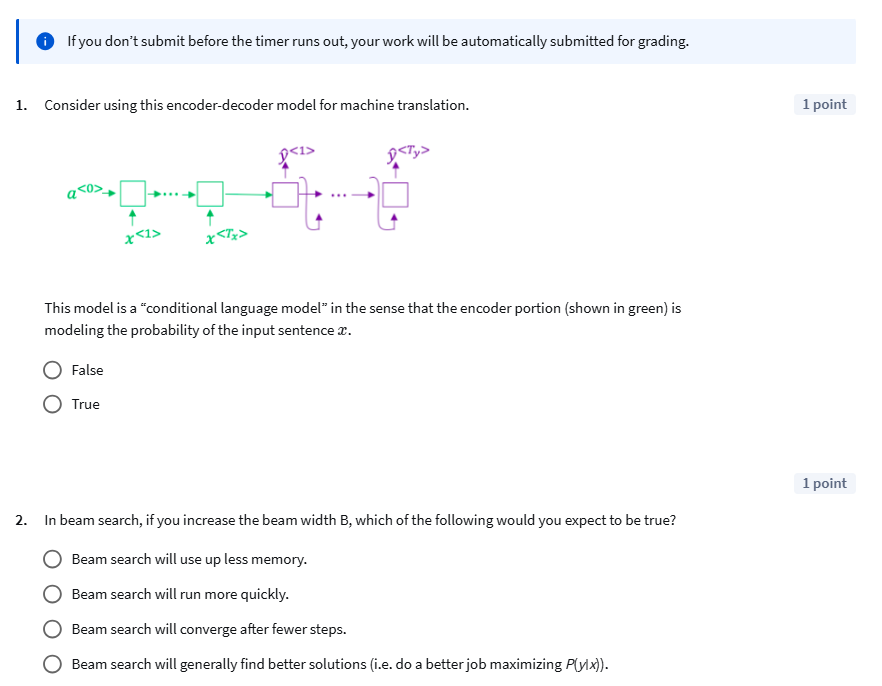 If you don’t submit before the timer runs out, your work will be automatically submitted for grading.
1. Consider using this encoder-decoder model for machine translation. 1 point
ŷ<1> ŷ<Ty>
a<0>
x<1> x<Tx>
This model is a “conditional language model” in the sense that the encoder portion (shown in green) is
modeling the probability of the input sentence x.
False
True
1 point
2. In beam search, if you increase the beam width B, which of the following would you expect to be true?
Beam search will use up less memory.
Beam search will run more quickly.
Beam search will converge after fewer steps.
Beam search will generally find better solutions (i.e. do a better job maximizing P(y|x)).